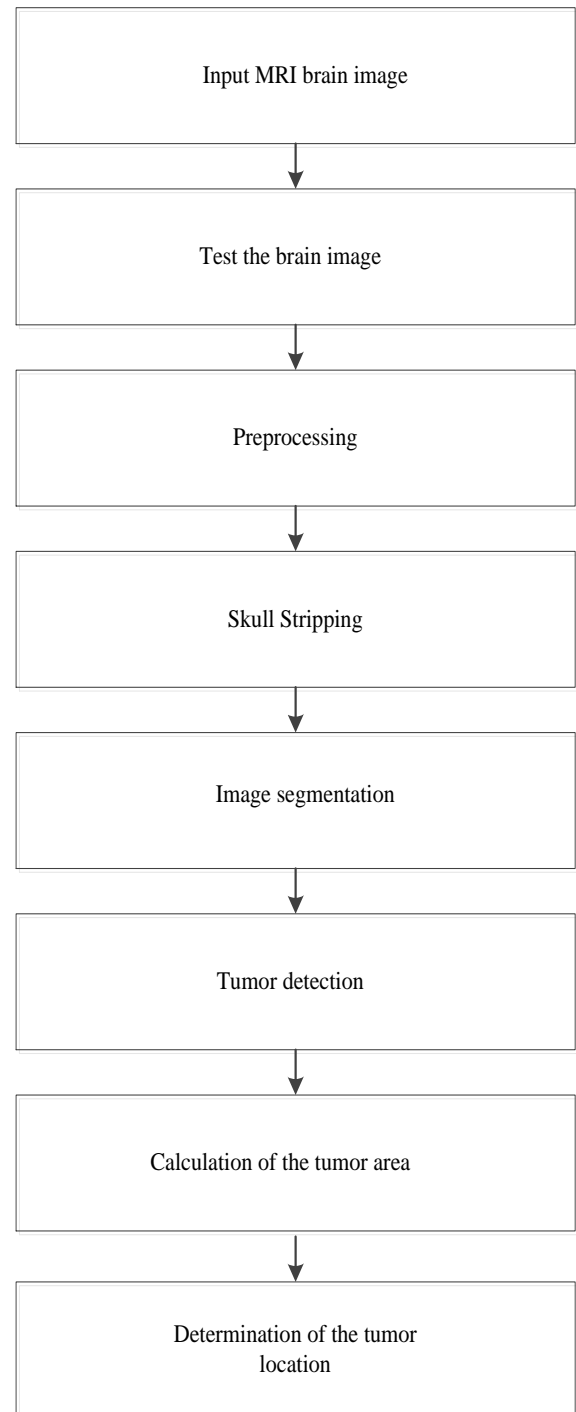 Input MRI brain image
Test the brain image
Preprocessing
Skull Stripping
Image segmentation
Tumor detection
Calculation of the tumor area
Determination of the tumor
location